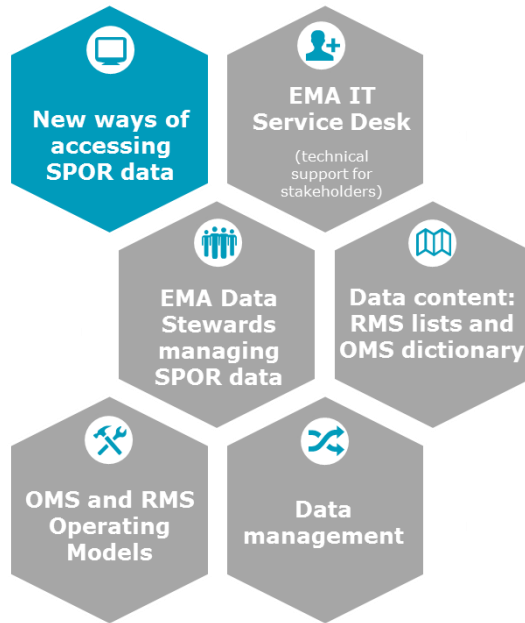 New ways of
accessing
SPOR data
EMA IT
Service Desk
(technical
support for
stakeholders)
EMA Data
Stewards
managing
SPOR data
Data content:
RMS lists and
OMS dictionary
OMS and RMS
Operating
Models
Data
management